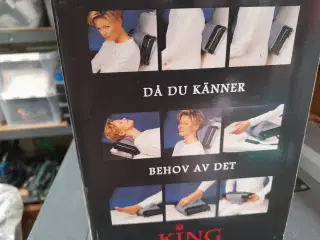 DÅ DU KÄNNER
BEHOV AV DET
KING